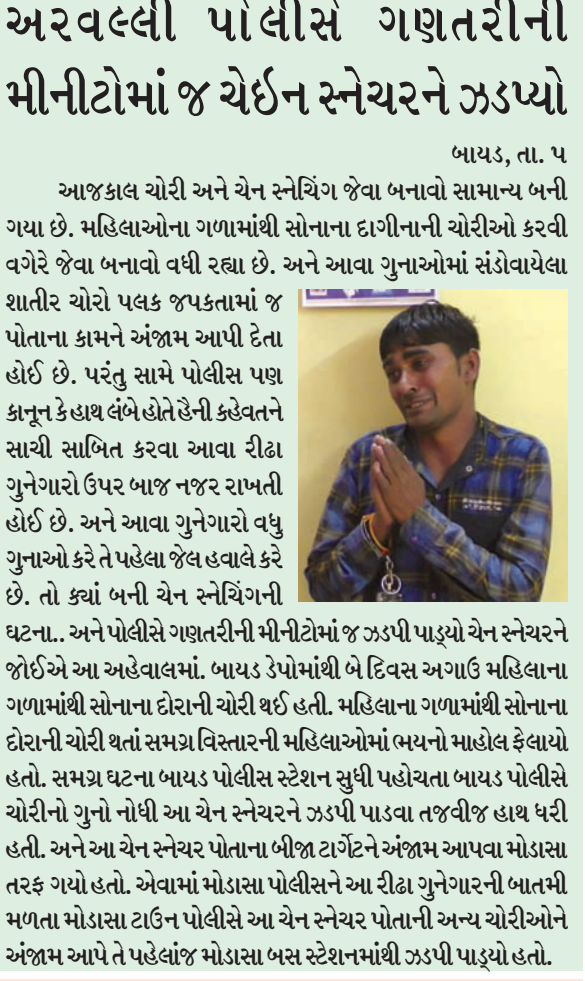 અરવલ્લી પોલીસે ગણતરીની
મીનીટોમાં જ ચેઇન સ્નેચરને ઝડપ્યો
બાયડ, તા. ૫
આજકાલ ચોરી અને ચેન સ્નેચિંગ જેવા બનાવો સામાન્ય બની
ગયા છે. મહિલાઓના ગળામાંથી સોનાના દાગીનાની ચોરીઓ કરવી
વગેરે જેવા બનાવો વધી રહ્યા છે. અને આવા ગુનાઓમાં સંડોવાયેલા
શાતીર ચોરો પલક જપકતામાં જ
પોતાના કામને અંજામ આપી દેતા
હોઈ છે. પરંતુ સામે પોલીસ પણ
કાનૂન કે હાથ લંબે હોતે હૈની કહેવતને
સાચી સાબિત કરવા આવા રીઢા
ગુનેગારો ઉપર બાજ નજર રાખતી
હોઈ છે. અને આવા ગુનેગારો વધુ
ગુનાઓ કરે તે પહેલા જેલ હવાલે કરે
છે. તો ક્યાં બની ચેન સ્નેચિંગની
ઘટના.. અને પોલીસે ગણતરીની મીનીટોમાં જ ઝડપી પાડ્યો ચેન સ્નેચરને
જોઈએ આ અહેવાલમાં. બાયડ ડેપોમાંથી બે દિવસ અગાઉ મહિલાના
ગળામાંથી સોનાના દોરાની ચોરી થઈ હતી. મહિલાના ગળામાંથી સોનાના
દોરાની ચોરી થતાં સમગ્ર વિસ્તારની મહિલાઓમાં ભયનો માહોલ ફેલાયો
હતો. સમગ્ર ઘટના બાયડ પોલીસ સ્ટેશન સુધી પહોચતા બાયડ પોલીસે
ચોરીનો ગુનો નોધી આ ચેન સ્નેચરને ઝડપી પાડવા તજવીજ હાથ ધરી
હતી. અને આ ચેન સ્નેચર પોતાના બીજા ટાર્ગેટને અંજામ આપવા મોડાસા
તરફ ગયો હતો. એવામાં મોડાસા પોલીસને આ રીઢા ગુનેગારની બાતમી
મળતા મોડાસા ટાઉન પોલીસે આ ચેન સ્નેચર પોતાની અન્ય ચોરીઓને
અંજામ આપે તે પહેલાંજ મોડાસા બસ સ્ટેશનમાંથી ઝડપી પાડ્યો હતો.